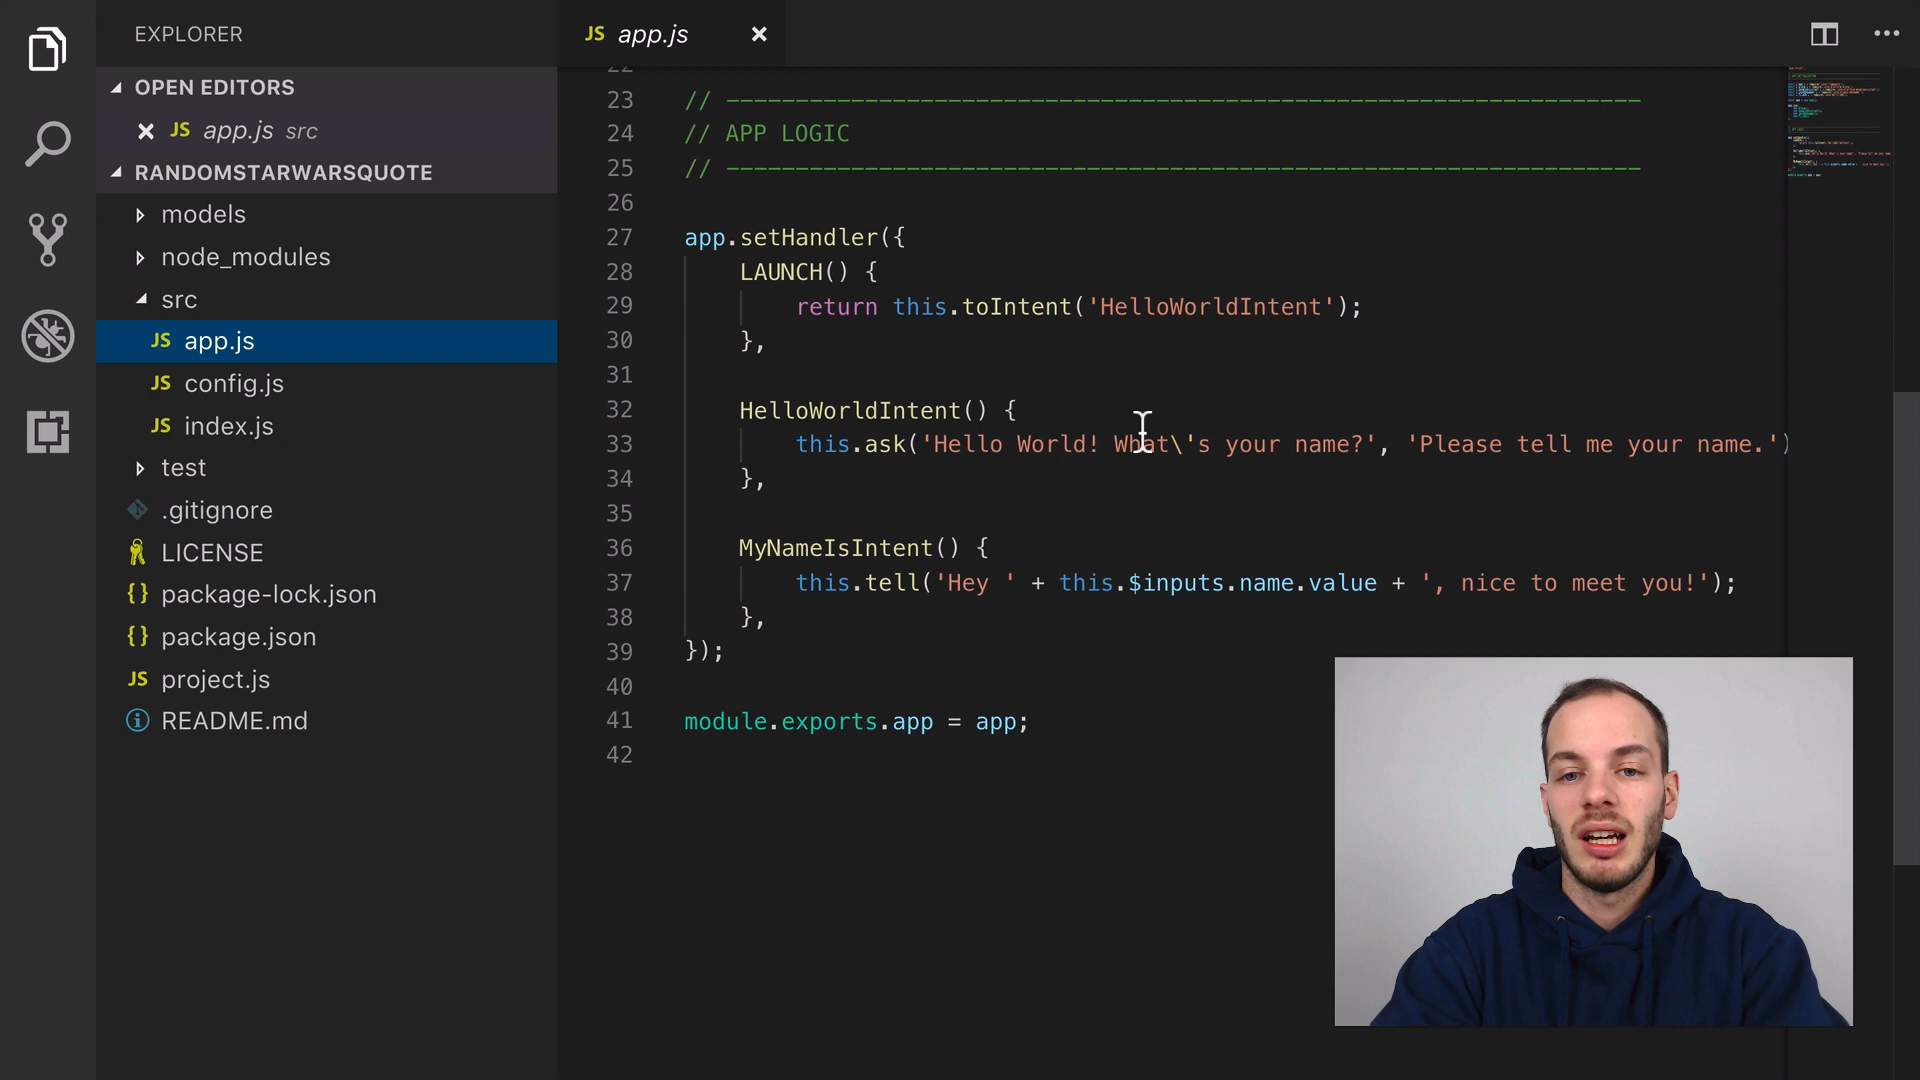 EXPLORER
OPEN EDITORS
JS app.js src
RANDOMSTARWARSQUOTE
models
node_modules
src
JS app.js
JS config.js
JS index.js
test
.gitignore
LICENSE
{} package-lock.json
{} package.json
JS project.js
README.md
JS app.js
22
23 // ------------------------------------------------------------------
24 // APP LOGIC
25 // ------------------------------------------------------------------
26
27 app.setHandler({
28 LAUNCH() {
29 return this.toIntent('HelloWorldIntent');
30 },
31
32 HelloWorldIntent() {
33 this.ask('Hello World! What\'s your name?', 'Please tell me your name.')
34 },
35
36 MyNameIsIntent() {
37 this.tell('Hey ' + this.$inputs.name.value + ', nice to meet you!');
38 },
39 });
40
41 module.exports.app = app;
42